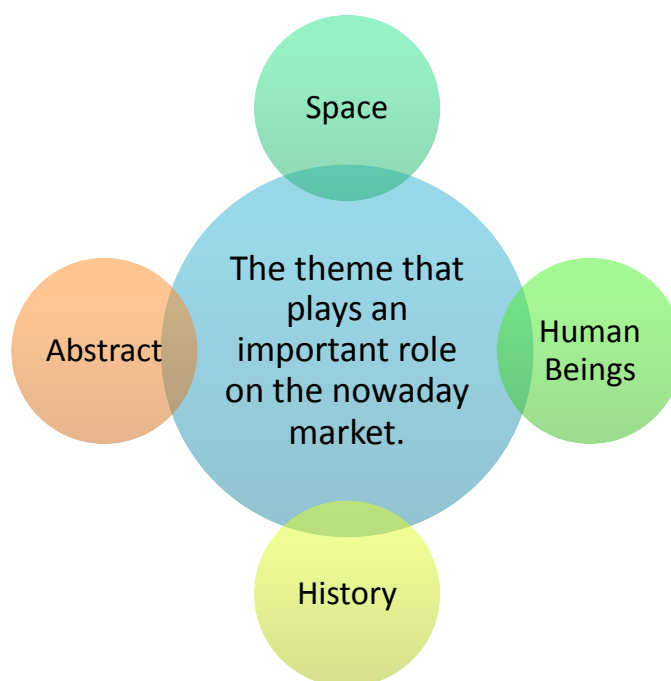 Space
The theme that
plays an
important role
on the nowaday
market.
Abstract
Human
Beings
History